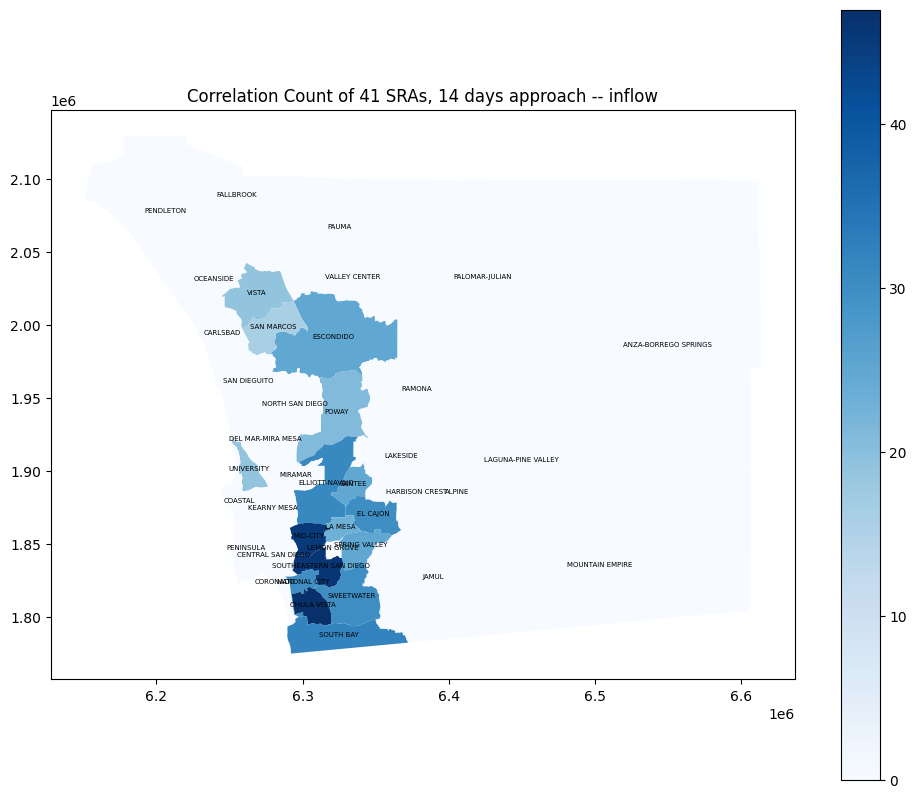 Correlation Count of 41 SRAs, 14 days approach -- inflow
1e6
2.10
2.05
2.00
1.95
1.90
1.85
1.80
FALLBROOK
PENDLETON
PAUMA
OCEANSIDE
VALLEY CENTER
PALOMAR-JULIAN
VISTA
SAN MARCOS
CARLSBAD
ESCONDIDO
ANZA-BORREGO SPRINGS
SAN DIEGUITO
RAMONA
NORTH SAN DIEGO
POWAY
DEL MAR-MIRA MESA
LAKESIDE
LAGUNA-PINE VALLEY
UNIVERSITY
MIRAMAR
ELLIOTT-NAVAJO
SANTEE
HARBISON CREST
ALPINE
COASTAL
KEARNY MESA
EL CAJON
LA MESA
MID-CITY
SPRING VALLEY
PENINSULA
LEMON GROVE
CENTRAL SAN DIEGO
SOUTHEASTERN SAN DIEGO
MOUNTAIN EMPIRE
JAMUL
CORONADO
NATIONAL CITY
SWEETWATER
CHULA VISTA
SOUTH BAY
6.2
6.3
6.4
6.5
6.6
1e6
40
30
20
10
0